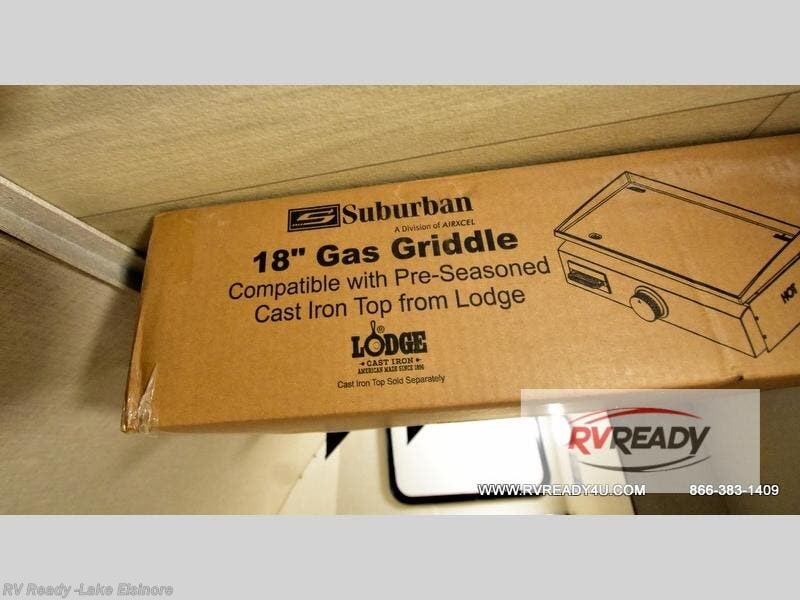 Suburban
A Division of AIRXCEL
18" Gas Griddle
Compatible with Pre-Seasoned
Cast Iron Top from Lodge
LODGE
CAST IRON
AMERICAN MADE SINCE 1896
Cast Iron Top Sold Separately
HOT
RVREADY
WWW.RVREADY4U.COM 866-383-1409
RV Ready -Lake Elsinore